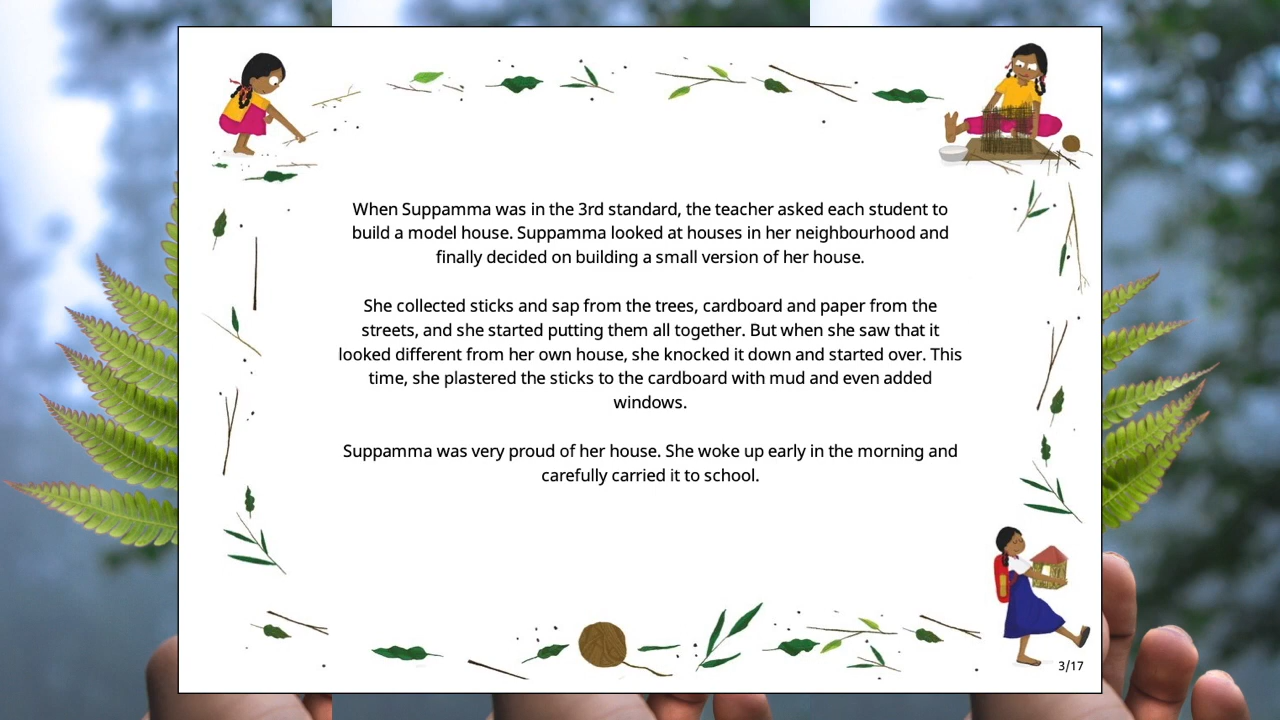 When Suppamma was in the 3rd standard, the teacher asked each student to
build a model house. Suppamma looked at houses in her neighbourhood and
finally decided on building a small version of her house.
She collected sticks and sap from the trees, cardboard and paper from the
streets, and she started putting them all together. But when she saw that it
looked different from her own house, she knocked it down and started over. This
time, she plastered the sticks to the cardboard with mud and even added
windows.
Suppamma was very proud of her house. She woke up early in the morning and
carefully carried it to school.
3/17